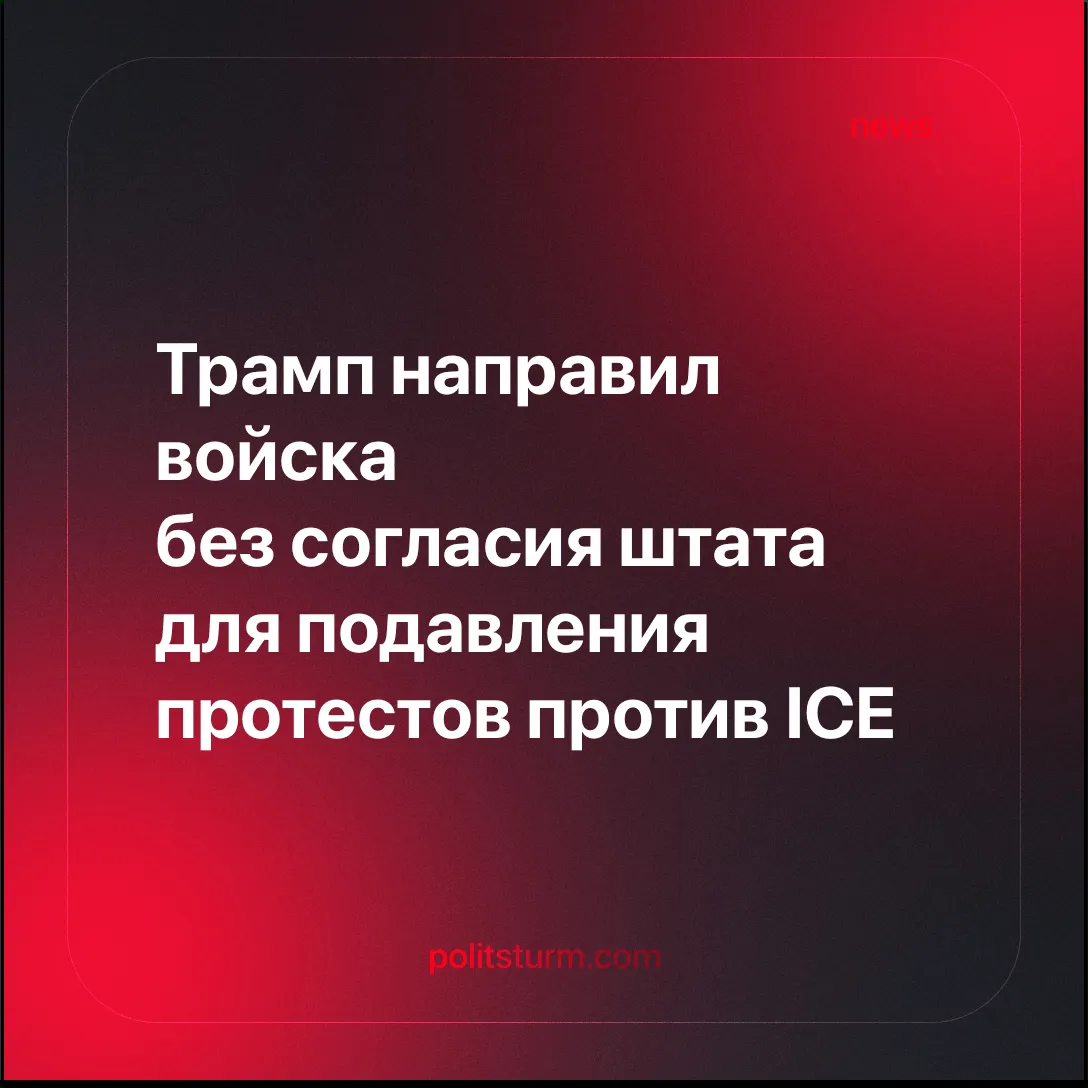 news
Трамп направил
войска
без согласия штата
для подавления
протестов против ICE
politsturm.com